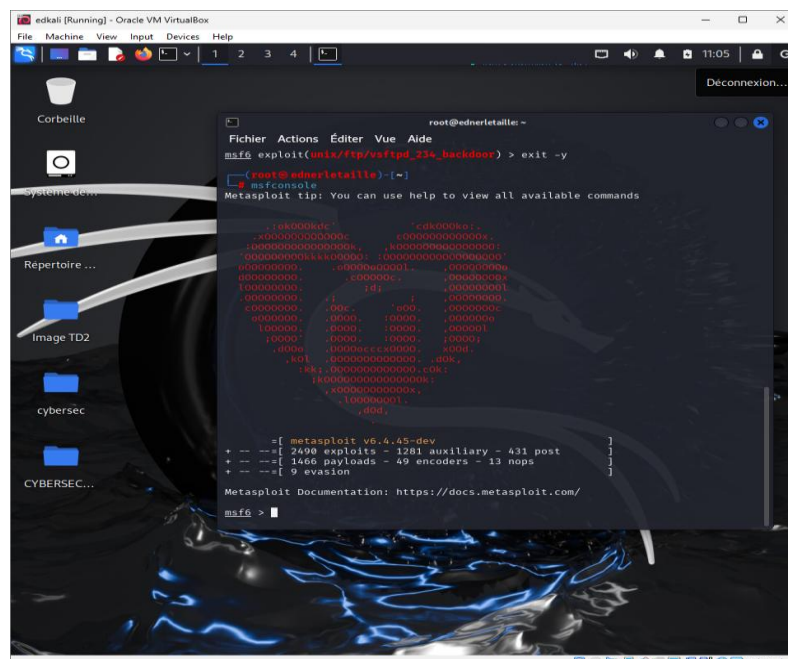 edkali [Running] - Oracle VM VirtualBox
File Machine View Input Devices Help
1 2 3 4
11:05
Déconnexion...
Corbeille
root@ednerletaille: ~
Fichier Actions Éditer Vue Aide
msf6 exploit(unix/ftp/vsftpd_234_backdoor) > exit -y
(root㉿ednerletaille)-[~]
# msfconsole
Metasploit tip: You can use help to view all available commands
Système de...
Répertoire ...
Image TD2
cybersec
CYBERSEC...
=[ metasploit v6.4.45-dev ]
+ -- --=[ 2490 exploits - 1281 auxiliary - 431 post ]
+ -- --=[ 1466 payloads - 49 encoders - 13 nops ]
+ -- --=[ 9 evasion ]
Metasploit Documentation: https://docs.metasploit.com/
msf6 >